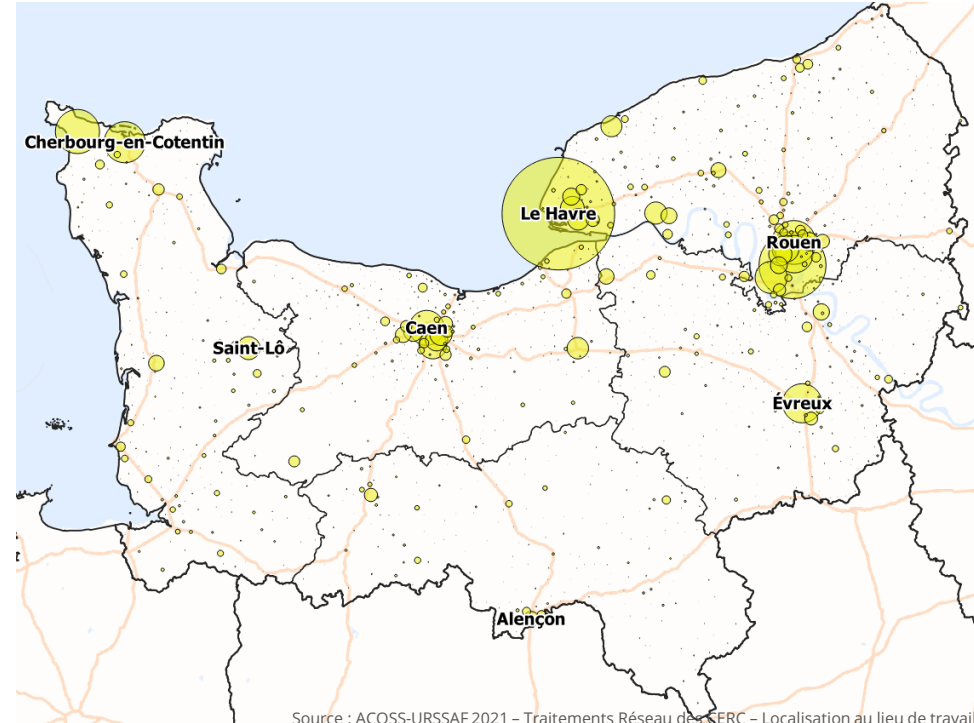 Cherbourg-en-Cotentin
Le Havre
Rouen
Caen
Saint-Lô
Évreux
Alençon
Source : ACOSS-URSSAF 2021 – Traitements Réseau des CERC – Localisation au lieu de travail